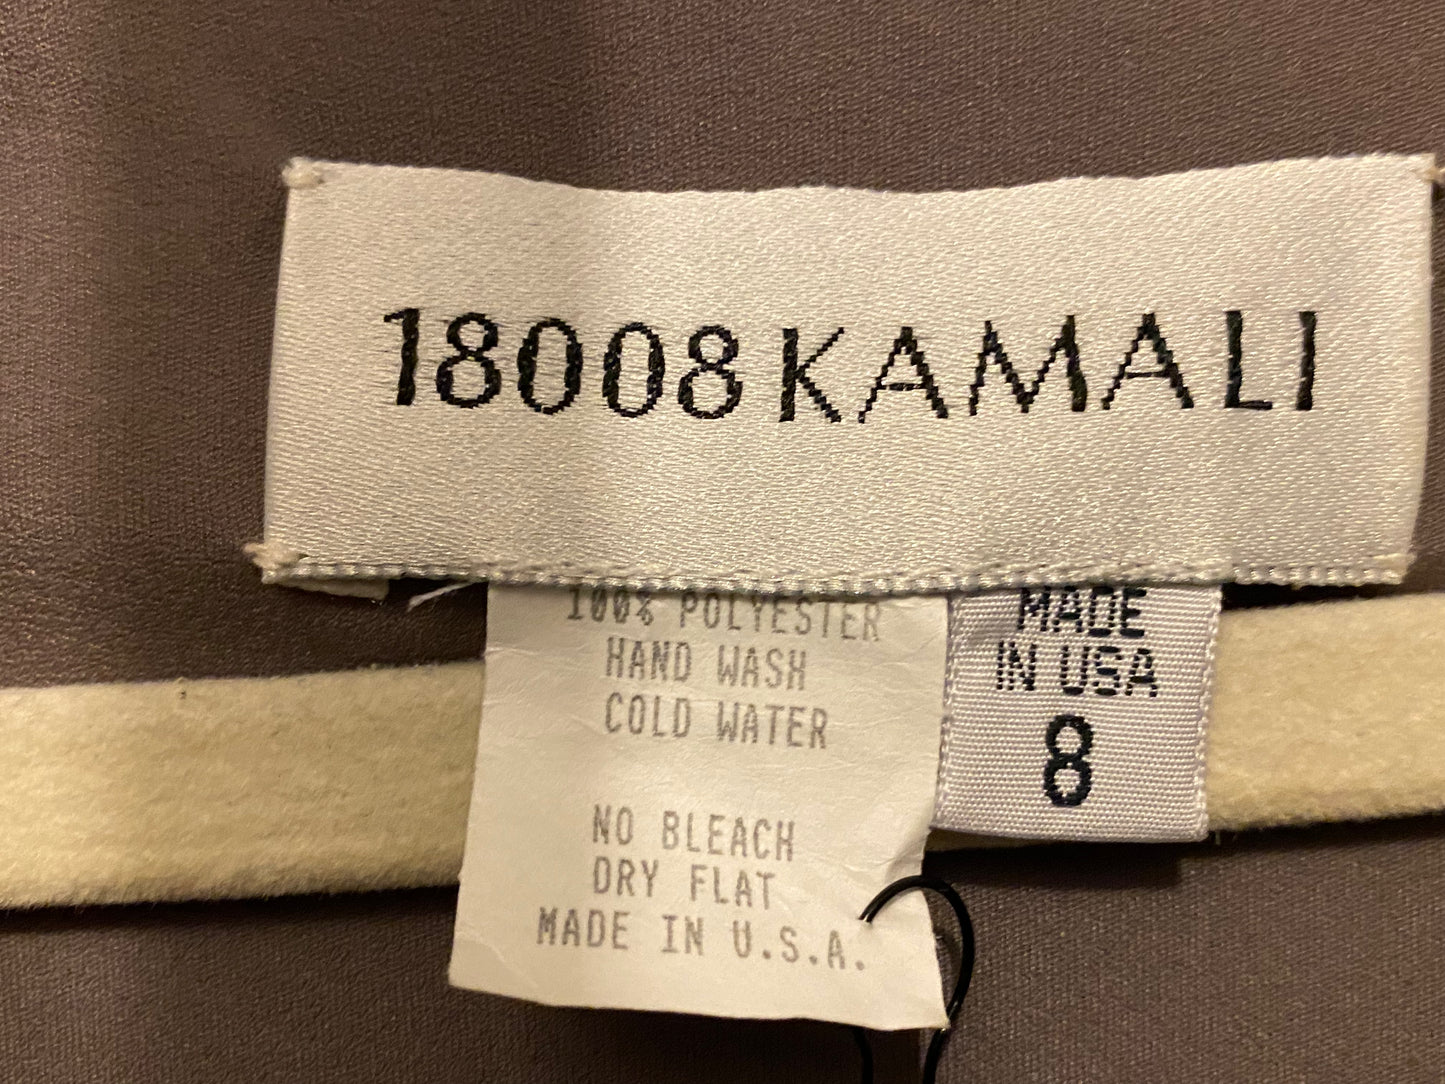 18008 KAMALI
100% POLYESTER
HAND WASH
COLD WATER
NO BLEACH
DRY FLAT
MADE IN U.S.A.
MADE
IN USA
8